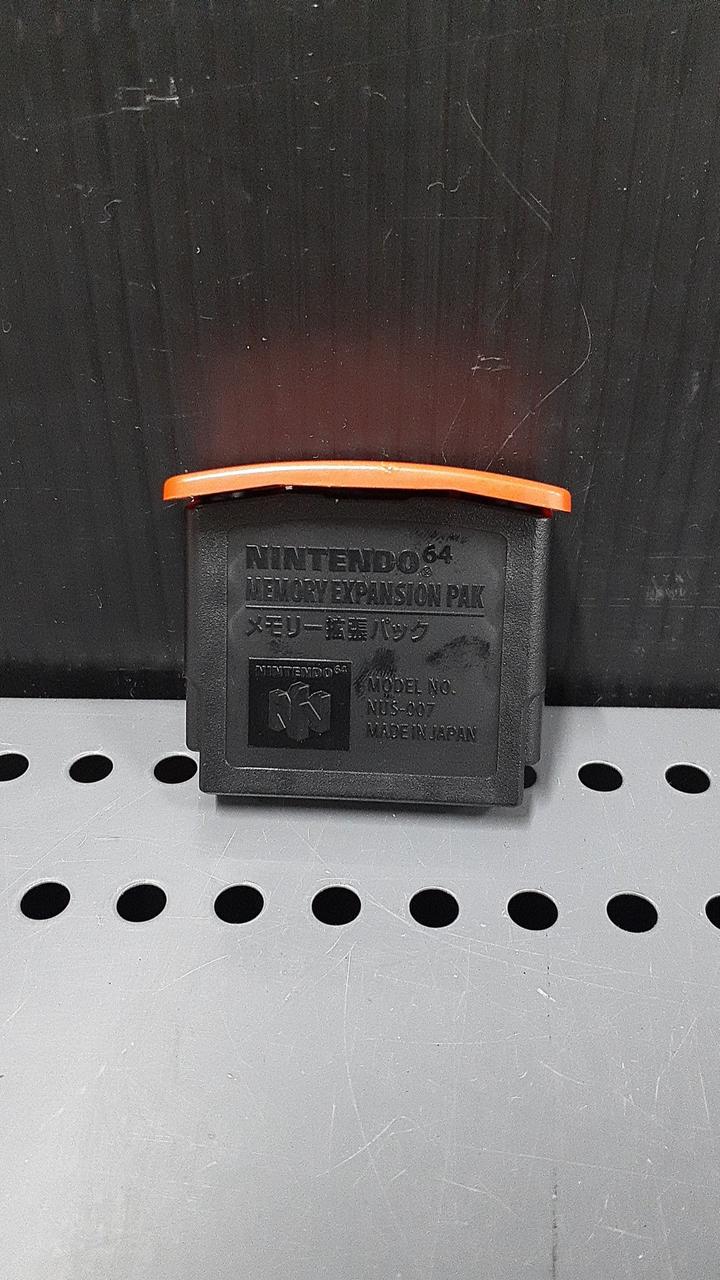 NINTENDO64®
MEMORY EXPANSION PAK
メモリー拡張パック
NINTENDO64
MODEL NO.
NUS-007
MADE IN JAPAN